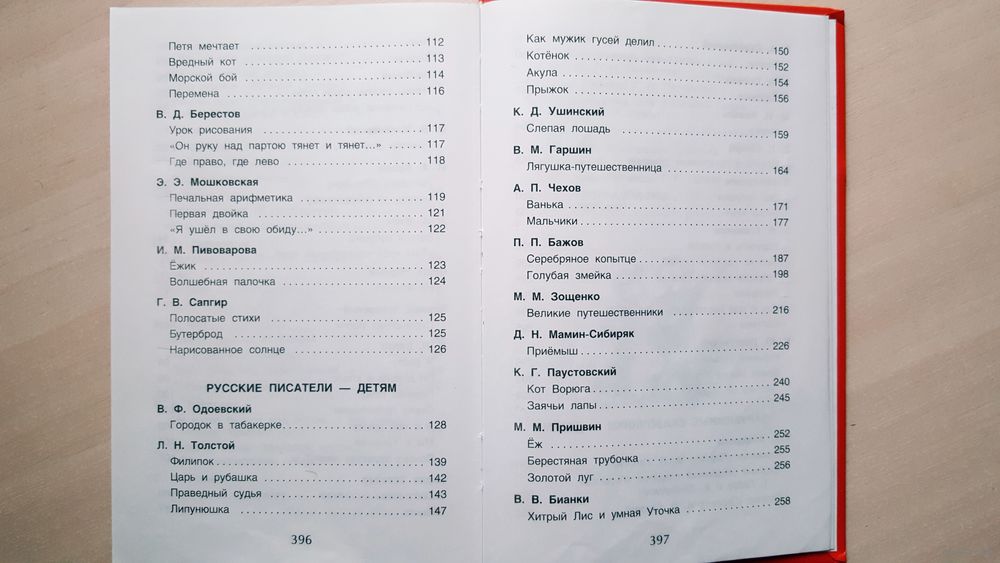 Петя мечтает ..... 112
Вредный кот ..... 113
Морской бой ..... 114
Перемена ..... 116
В. Д. Берестов
Урок рисования ..... 117
«Он руку над партою тянет и тянет...» ..... 117
Где право, где лево ..... 118
Э. Э. Мошковская
Печальная арифметика ..... 119
Первая двойка ..... 121
«Я ушёл в свою обиду...» ..... 122
И. М. Пивоварова
Ёжик ..... 123
Волшебная палочка ..... 124
Г. В. Сапгир
Полосатые стихи ..... 125
Бутерброд ..... 125
Нарисованное солнце ..... 126
РУССКИЕ ПИСАТЕЛИ — ДЕТЯМ
В. Ф. Одоевский
Городок в табакерке ..... 128
Л. Н. Толстой
Филипок ..... 139
Царь и рубашка ..... 142
Праведный судья ..... 143
Липунюшка ..... 147
396
Как мужик гусей делил ..... 150
Котёнок ..... 152
Акула ..... 154
Прыжок ..... 156
К. Д. Ушинский
Слепая лошадь ..... 159
В. М. Гаршин
Лягушка-путешественница ..... 164
А. П. Чехов
Ванька ..... 171
Мальчики ..... 177
П. П. Бажов
Серебряное копытце ..... 187
Голубая змейка ..... 198
М. М. Зощенко
Великие путешественники ..... 216
Д. Н. Мамин-Сибиряк
Приёмыш ..... 226
К. Г. Паустовский
Кот Ворюга ..... 240
Заячьи лапы ..... 245
М. М. Пришвин
Ёж ..... 252
Берестяная трубочка ..... 255
Золотой луг ..... 256
В. В. Бианки
Хитрый Лис и умная Уточка ..... 258
397